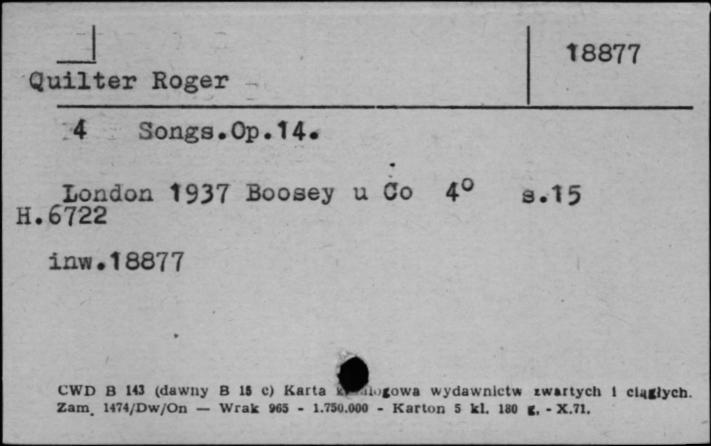 18877
Quilter Roger
4 Songs.Op.14.
London 1937 Boosey u Co 4° s.15
H.6722
inw.18877
CWD B 143 (dawny B 15 c) Karta wydawnictw zwartych i ciągłych.
Zam. 1474/Dw/On — Wrak 965 - 1.750.000 - Karton 5 kl. 180 g. - X.71.